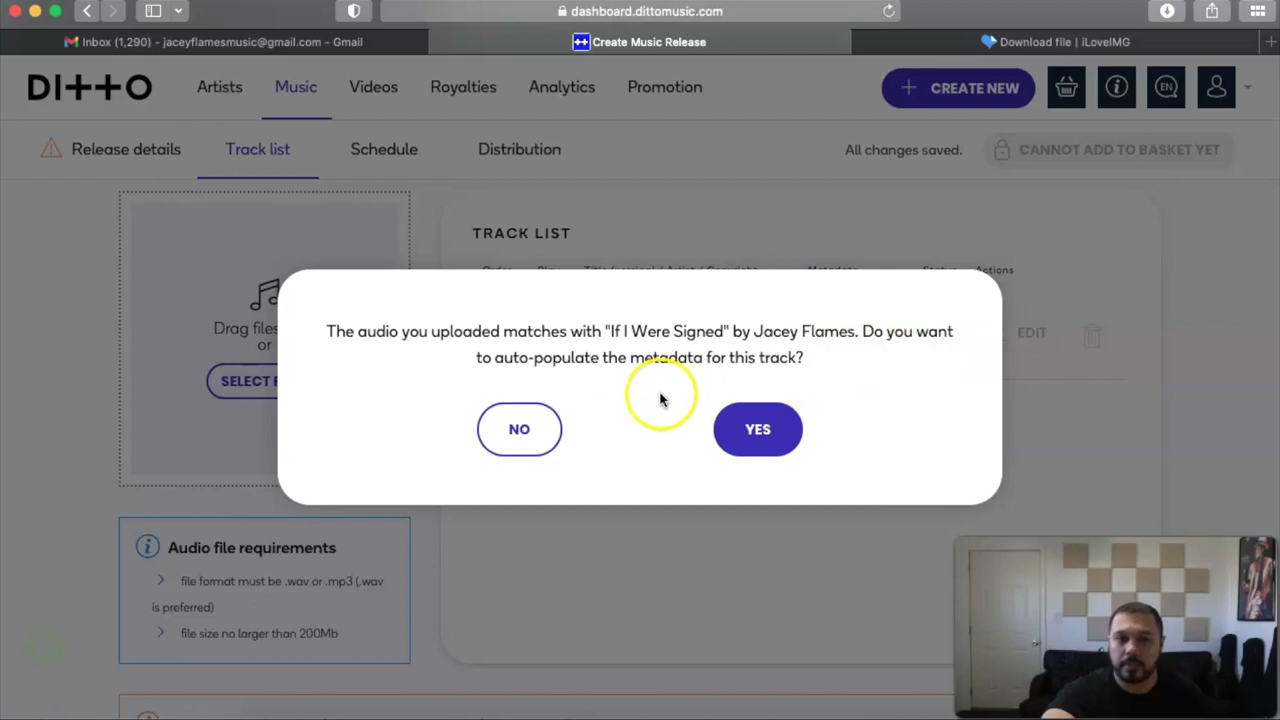 dashboard.dittomusic.com
Inbox (1,290) - jaceyflamesmusic@gmail.com - Gmail
Create Music Release
Download file | iLoveIMG
DITTO
Artists
Music
Videos
Royalties
Analytics
Promotion
CREATE NEW
EN
Release details
Track list
Schedule
Distribution
All changes saved.
CANNOT ADD TO BASKET YET
TRACK LIST
Actions
Drag files
or
SELECT
EDIT
The audio you uploaded matches with "If I Were Signed" by Jacey Flames. Do you want
to auto-populate the metadata for this track?
NO
YES
Audio file requirements
file format must be .wav or .mp3 (.wav
is preferred)
file size no larger than 200Mb